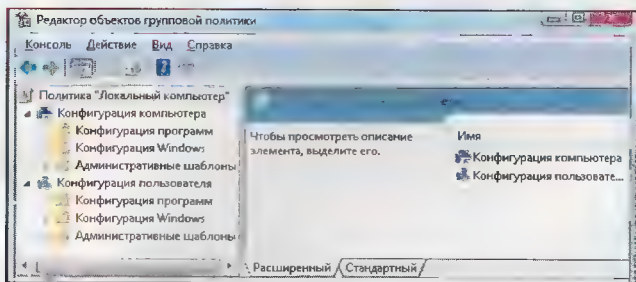 Редактор объектов групповой политики
Консоль Действие Вид Справка
Политика "Локальный компьютер"
Конфигурация компьютера
Конфигурация программ
Конфигурация Windows
Административные шаблоны
Конфигурация пользователя
Конфигурация программ
Конфигурация Windows
Административные шаблоны
Чтобы просмотреть описание
элемента, выделите его.
Имя
Конфигурация компьютера
Конфигурация пользовате...
Расширенный Стандартный